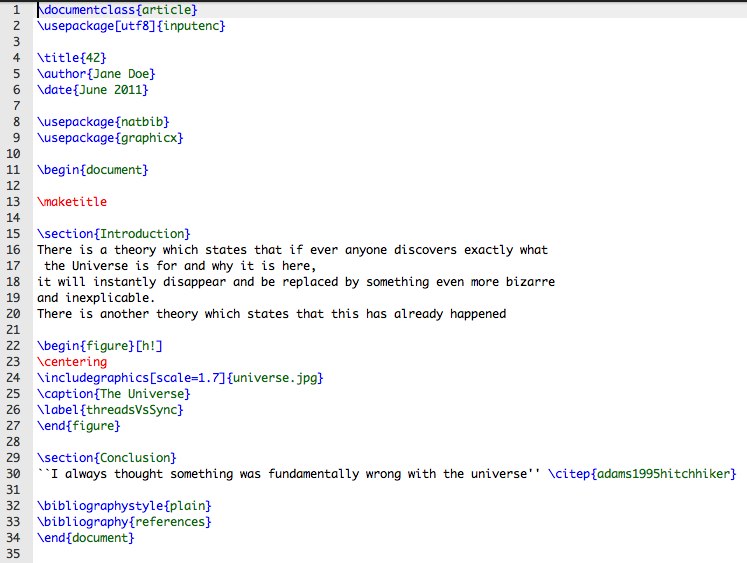 1 \documentclass{article}
2 \usepackage[utf8]{inputenc}
3
4 \title{42}
5 \author{Jane Doe}
6 \date{June 2011}
7
8 \usepackage{natbib}
9 \usepackage{graphicx}
10
11 \begin{document}
12
13 \maketitle
14
15 \section{Introduction}
16 There is a theory which states that if ever anyone discovers exactly what
17  the Universe is for and why it is here,
18 it will instantly disappear and be replaced by something even more bizarre
19 and inexplicable.
20 There is another theory which states that this has already happened
21
22 \begin{figure}[h!]
23 \centering
24 \includegraphics[scale=1.7]{universe.jpg}
25 \caption{The Universe}
26 \label{threadsVsSync}
27 \end{figure}
28
29 \section{Conclusion}
30 ``I always thought something was fundamentally wrong with the universe'' \citep{adams1995hitchhiker}
31
32 \bibliographystyle{plain}
33 \bibliography{references}
34 \end{document}
35